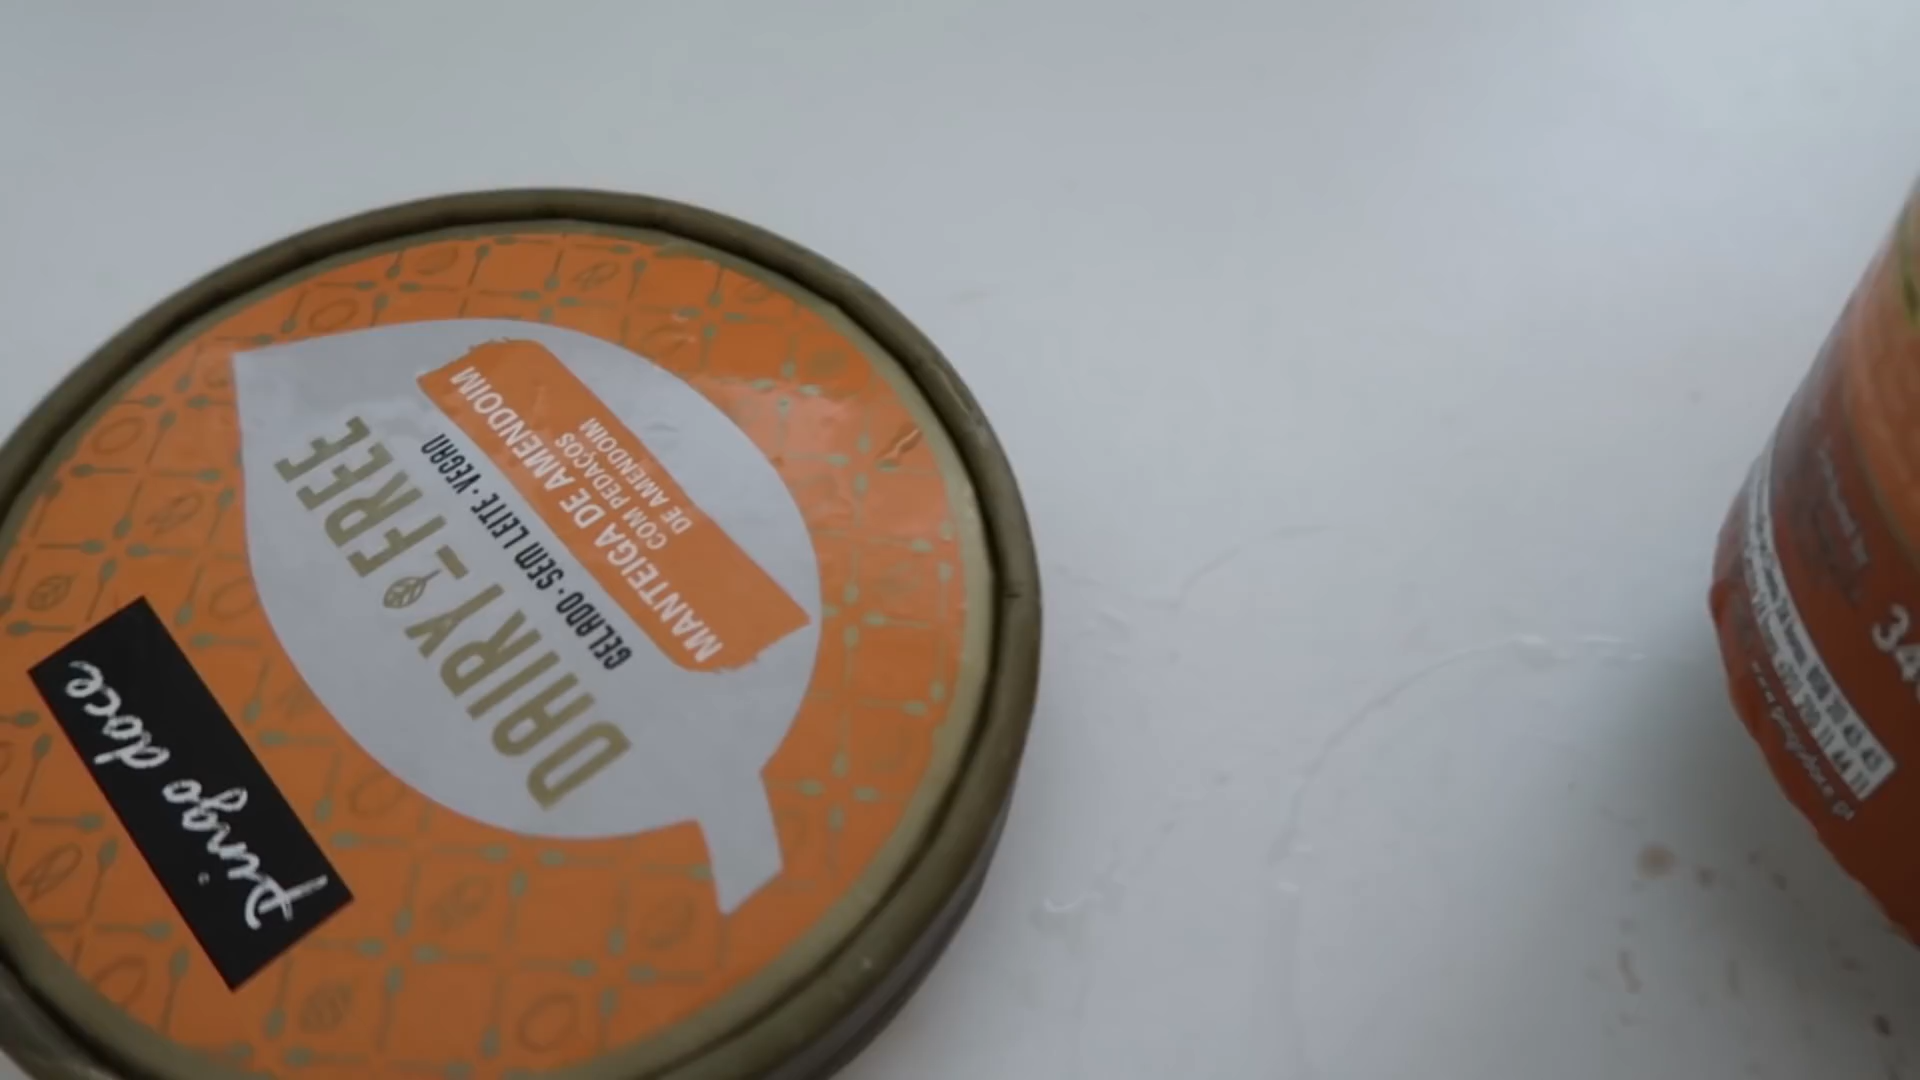 pingo doce
DAIRY FREE
GELADO · SEM LEITE · VEGAN
MANTEIGA DE AMENDOIM
COM PEDAÇOS
DE AMENDOIM